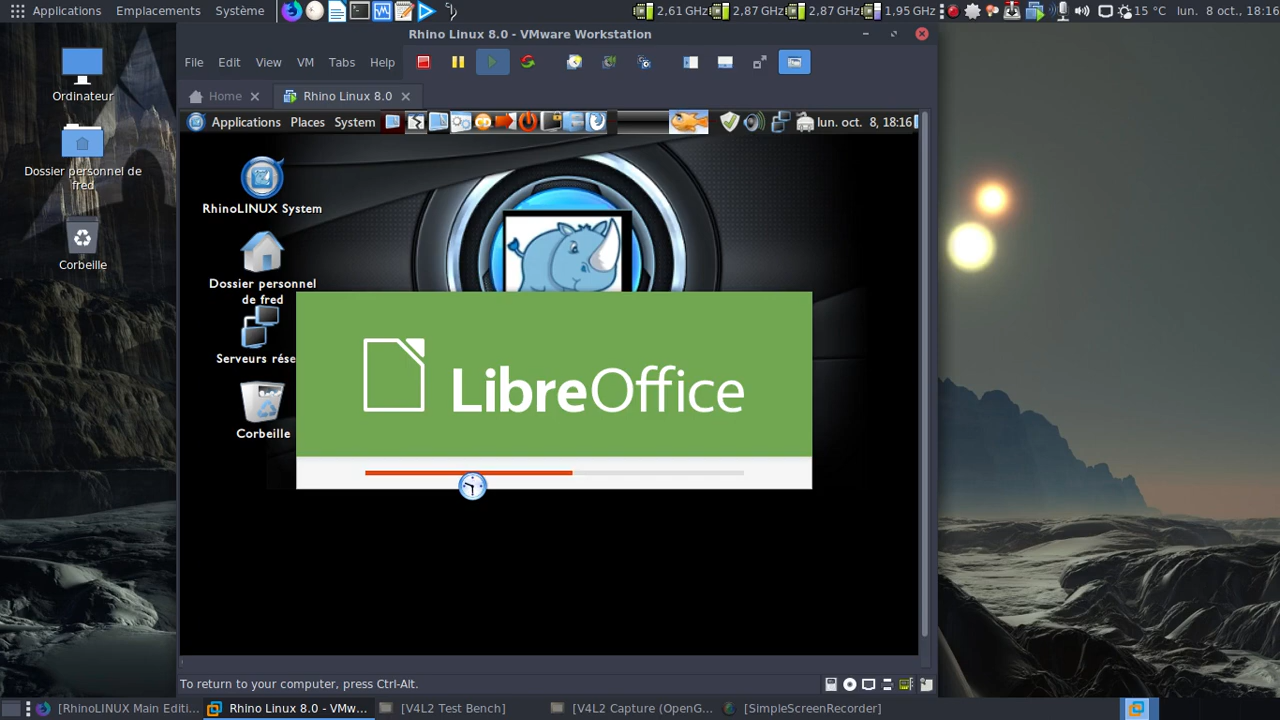 Applications Emplacements Système 2,61 GHz 2,87 GHz 2,87 GHz 1,95 GHz 15 °C lun. 8 oct., 18:16
Rhino Linux 8.0 - VMware Workstation
File Edit View VM Tabs Help
Home Rhino Linux 8.0
Applications Places System lun. oct. 8, 18:16
Ordinateur
Dossier personnel de
fred
Corbeille
RhinoLINUX System
Dossier personnel
de fred
Serveurs rése
Corbeille
LibreOffice
To return to your computer, press Ctrl-Alt.
[RhinoLINUX Main Editi... Rhino Linux 8.0 - VMw... [V4L2 Test Bench] [V4L2 Capture (OpenG... [SimpleScreenRecorder]